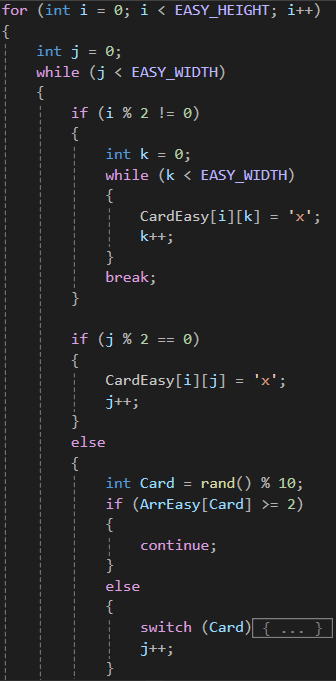 for (int i = 0; i < EASY_HEIGHT; i++)
{
    int j = 0;
    while (j < EASY_WIDTH)
    {
        if (i % 2 != 0)
        {
            int k = 0;
            while (k < EASY_WIDTH)
            {
                CardEasy[i][k] = 'x';
                k++;
            }
            break;
        }

        if (j % 2 == 0)
        {
            CardEasy[i][j] = 'x';
            j++;
        }
        else
        {
            int Card = rand() % 10;
            if (ArrEasy[Card] >= 2)
            {
                continue;
            }
            else
            {
                switch (Card) { ... }
                j++;
            }